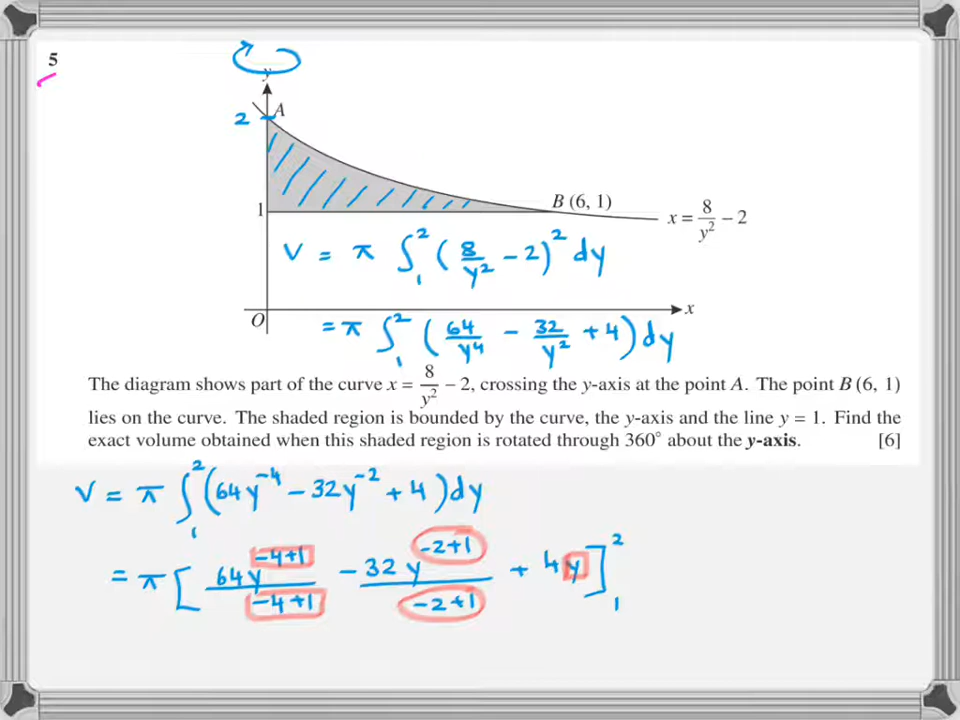 5
y
2 A
1
B (6, 1)
x = 8/y² − 2
V = π ∫₁² (8/y² − 2)² dy
O x
= π ∫₁² (64/y⁴ − 32/y² + 4) dy
The diagram shows part of the curve x = 8/y² − 2, crossing the y-axis at the point A. The point B (6, 1)
lies on the curve. The shaded region is bounded by the curve, the y-axis and the line y = 1. Find the
exact volume obtained when this shaded region is rotated through 360° about the y-axis. [6]
V = π ∫₁² (64y⁻⁴ − 32y⁻² + 4) dy
= π [ 64y⁻⁴⁺¹/(−4+1) − 32y⁻²⁺¹/(−2+1) + 4y ]₁²